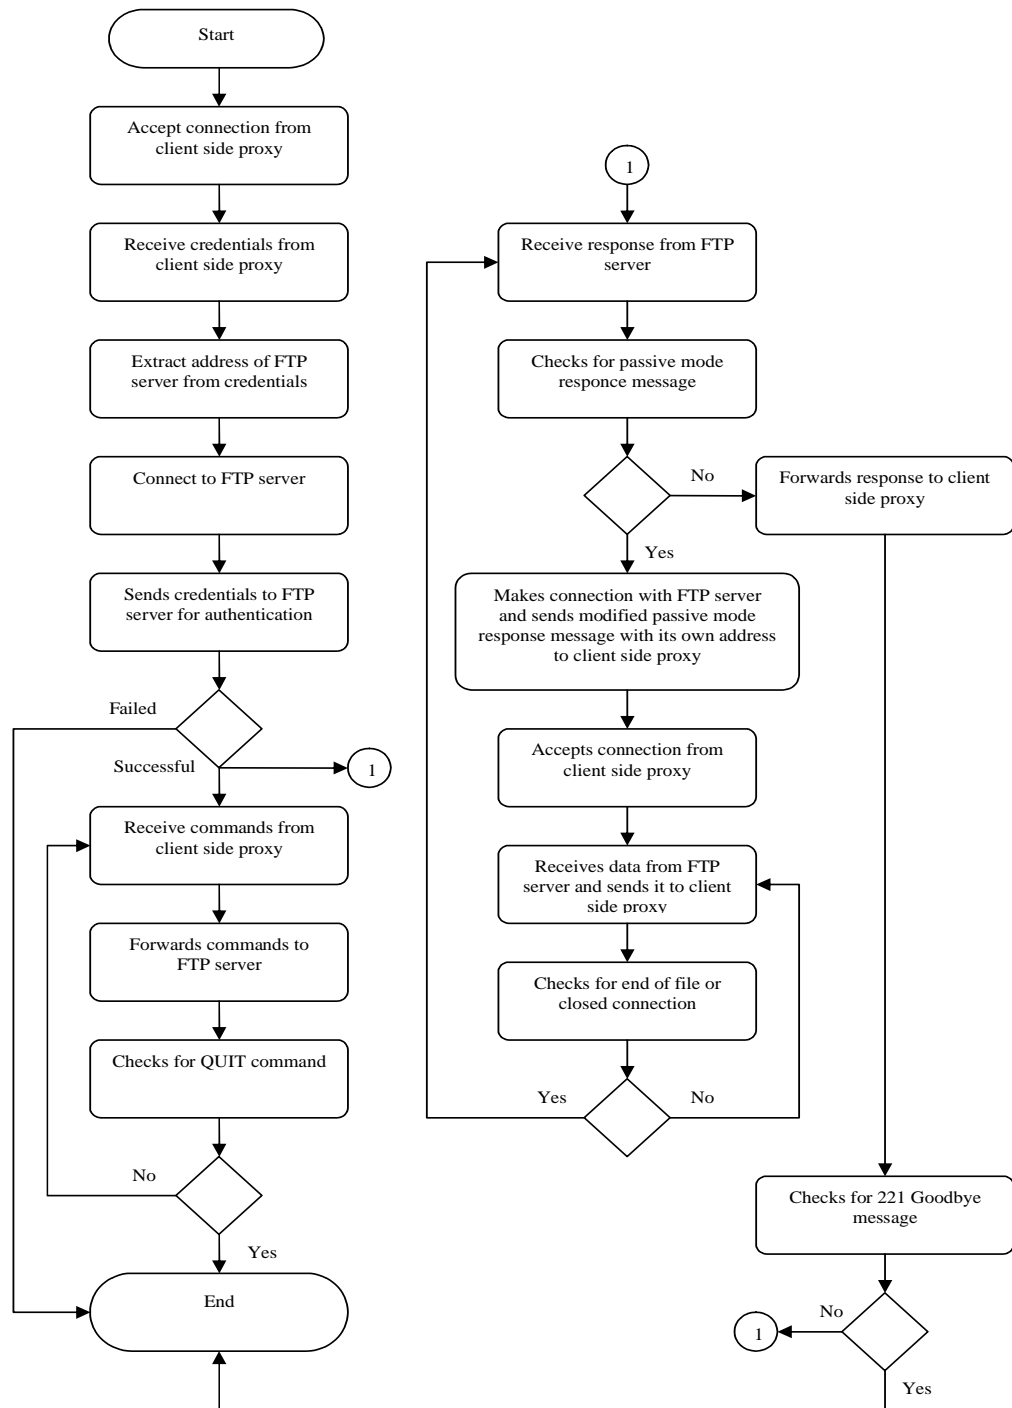 Start
Accept connection from
client side proxy
Receive credentials from
client side proxy
Extract address of FTP
server from credentials
Connect to FTP server
Sends credentials to FTP
server for authentication
Failed
Successful
1
Receive commands from
client side proxy
Forwards commands to
FTP server
Checks for QUIT command
No
Yes
End
1
Receive response from FTP
server
Checks for passive mode
responce message
No
Forwards response to client
side proxy
Yes
Makes connection with FTP server
and sends modified passive mode
response message with its own address
to client side proxy
Accepts connection from
client side proxy
Receives data from FTP
server and sends it to client
side proxy
Checks for end of file or
closed connection
Yes
No
Checks for 221 Goodbye
message
No
1
Yes